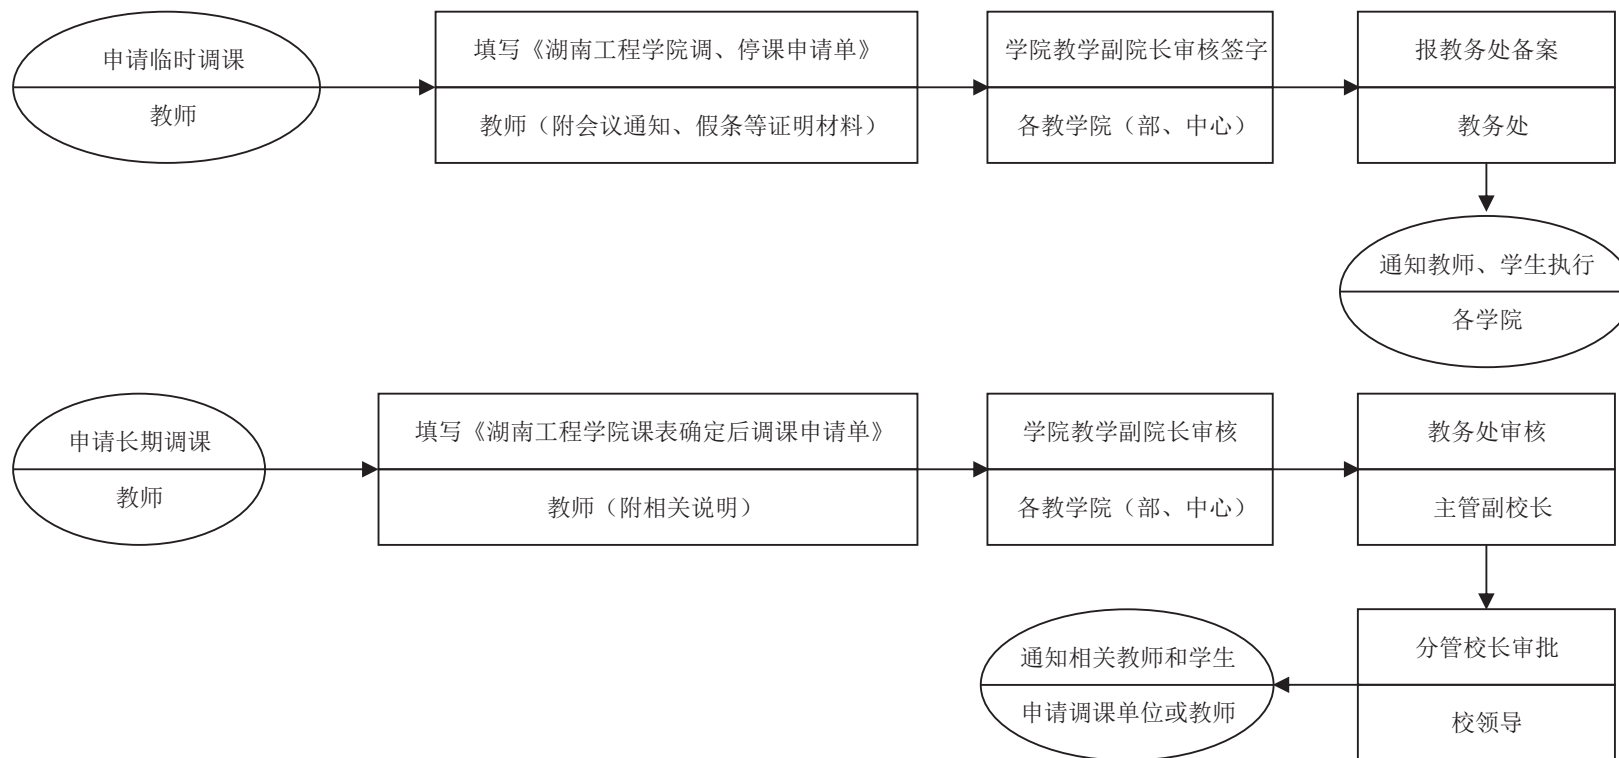 申请临时调课
教师
填写《湖南工程学院调、停课申请单》
教师（附会议通知、假条等证明材料）
学院教学副院长审核签字
各教学院（部、中心）
报教务处备案
教务处
通知教师、学生执行
各学院
申请长期调课
教师
填写《湖南工程学院课表确定后调课申请单》
教师（附相关说明）
学院教学副院长审核
各教学院（部、中心）
教务处审核
主管副校长
分管校长审批
校领导
通知相关教师和学生
申请调课单位或教师